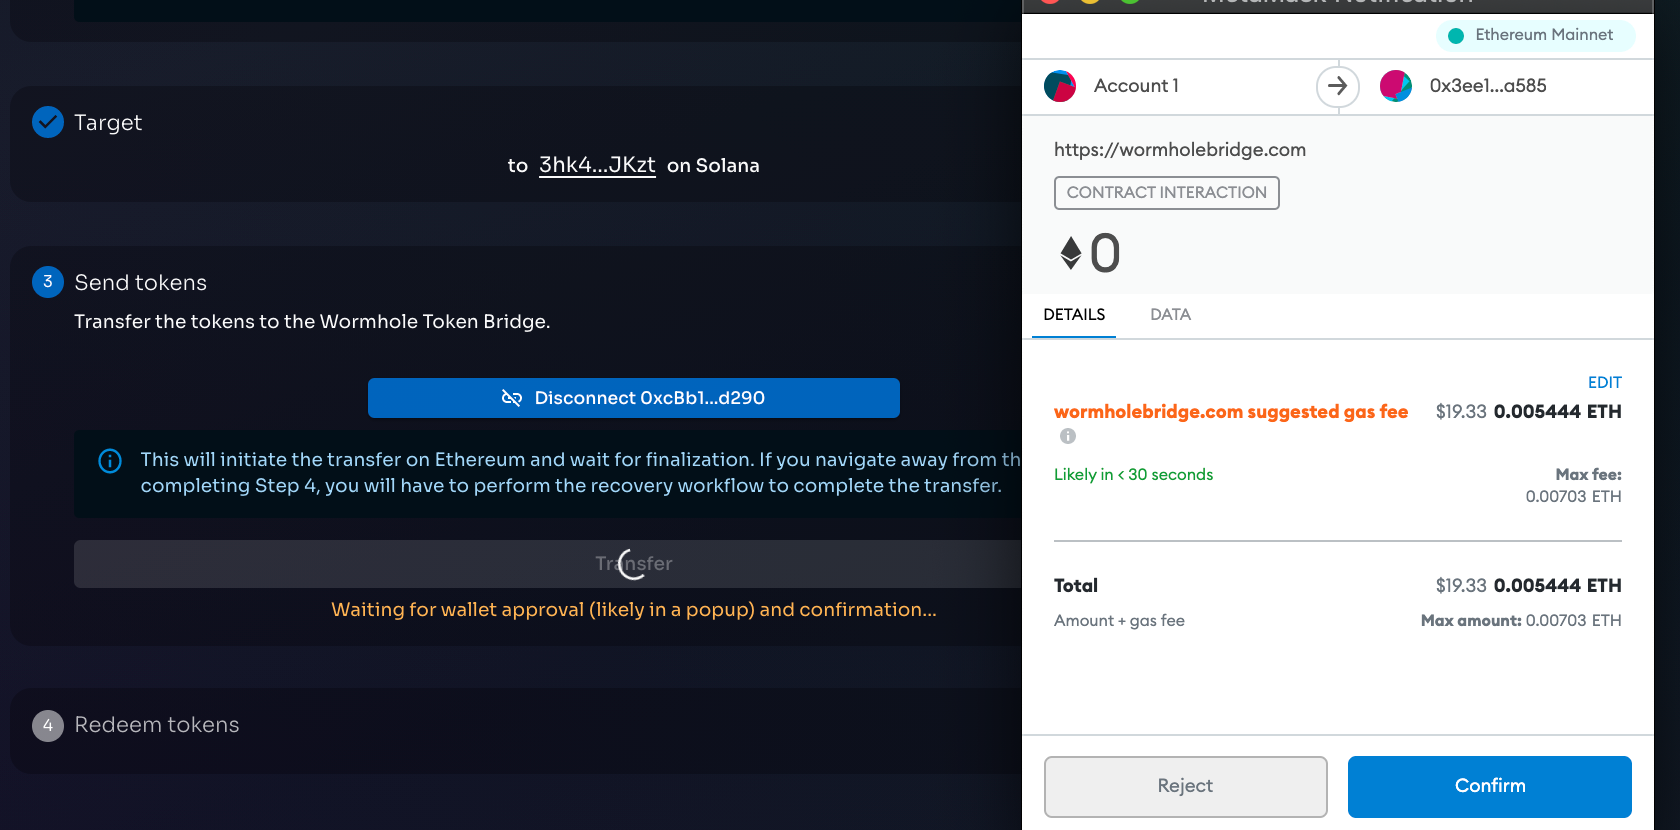 Target
to 3hk4...JKzt on Solana
3
Send tokens
Transfer the tokens to the Wormhole Token Bridge.
Disconnect 0xcBb1...d290
This will initiate the transfer on Ethereum and wait for finalization. If you navigate away from th
completing Step 4, you will have to perform the recovery workflow to complete the transfer.
Transfer
Waiting for wallet approval (likely in a popup) and confirmation...
4
Redeem tokens
MetaMask Notification
Ethereum Mainnet
Account 1
0x3ee1...a585
https://wormholebridge.com
CONTRACT INTERACTION
0
DETAILS
DATA
EDIT
wormholebridge.com suggested gas fee $19.33 0.005444 ETH
Likely in < 30 seconds
Max fee:
0.00703 ETH
Total $19.33 0.005444 ETH
Amount + gas fee Max amount: 0.00703 ETH
Reject
Confirm